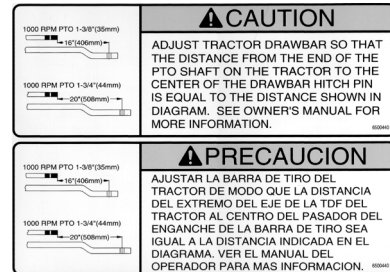 1000 RPM PTO 1-3/8"(35mm)
16"(406mm)
1000 RPM PTO 1-3/4"(44mm)
20"(508mm)
CAUTION
ADJUST TRACTOR DRAWBAR SO THAT
THE DISTANCE FROM THE END OF THE
PTO SHAFT ON THE TRACTOR TO THE
CENTER OF THE DRAWBAR HITCH PIN
IS EQUAL TO THE DISTANCE SHOWN IN
DIAGRAM. SEE OWNER'S MANUAL FOR
MORE INFORMATION.
6500440
1000 RPM PTO 1-3/8"(35mm)
16"(406mm)
1000 RPM PTO 1-3/4"(44mm)
20"(508mm)
PRECAUCION
AJUSTAR LA BARRA DE TIRO DEL
TRACTOR DE MODO QUE LA DISTANCIA
DEL EXTREMO DEL EJE DE LA TDF DEL
TRACTOR AL CENTRO DEL PASADOR DEL
ENGANCHE DE LA BARRA DE TIRO SEA
IGUAL A LA DISTANCIA INDICADA EN EL
DIAGRAMA. VER EL MANUAL DEL
OPERADOR PARA MAS INFORMACION.
6500440